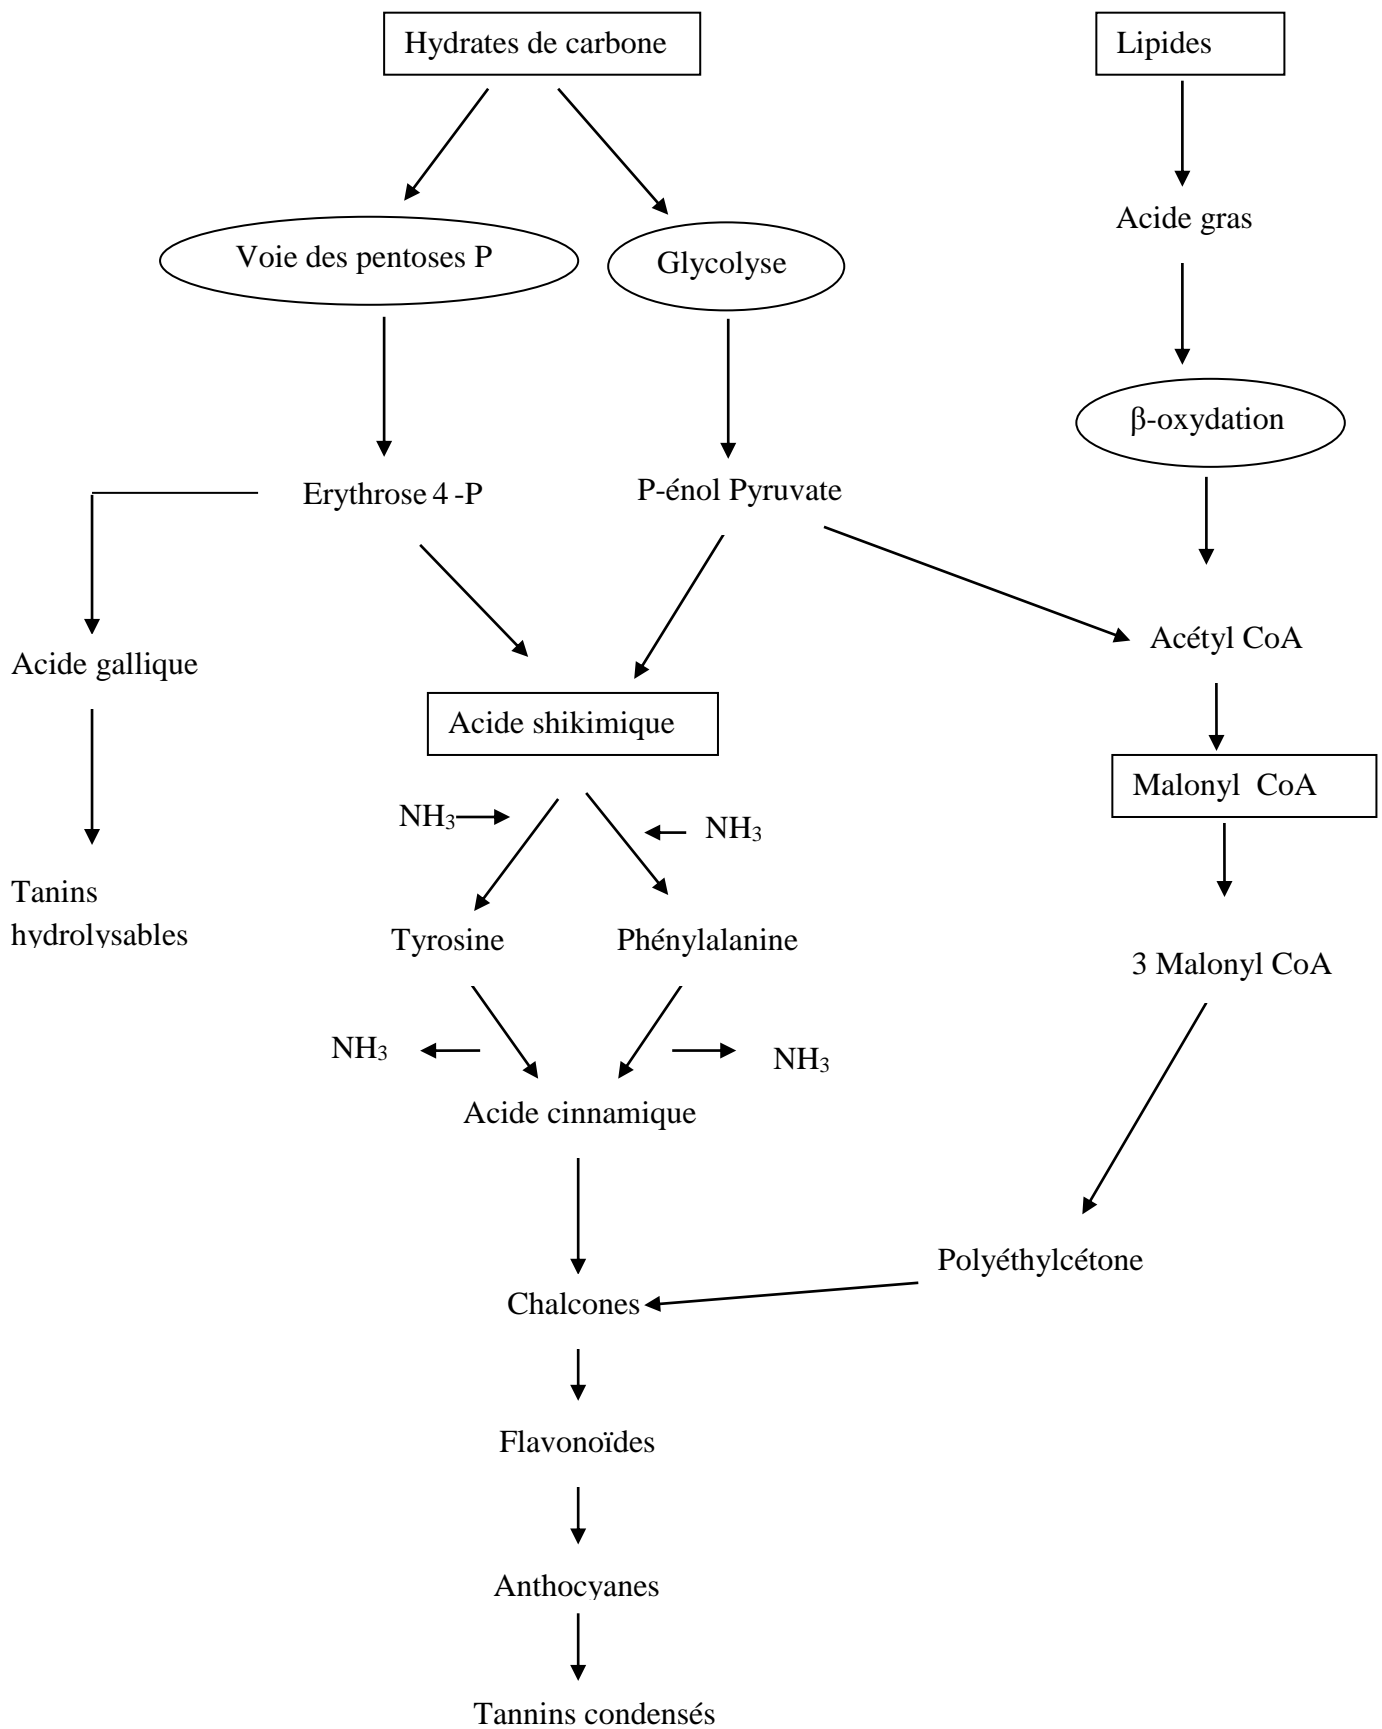 Hydrates de carbone
Lipides
Acide gras
Voie des pentoses P
Glycolyse
β-oxydation
Erythrose 4 -P
P-énol Pyruvate
Acétyl CoA
Acide gallique
Acide shikimique
Malonyl CoA
NH₃
NH₃
Tanins
hydrolysables
Tyrosine
Phénylalanine
3 Malonyl CoA
NH₃
NH₃
Acide cinnamique
Polyéthylcétone
Chalcones
Flavonoïdes
Anthocyanes
Tannins condensés